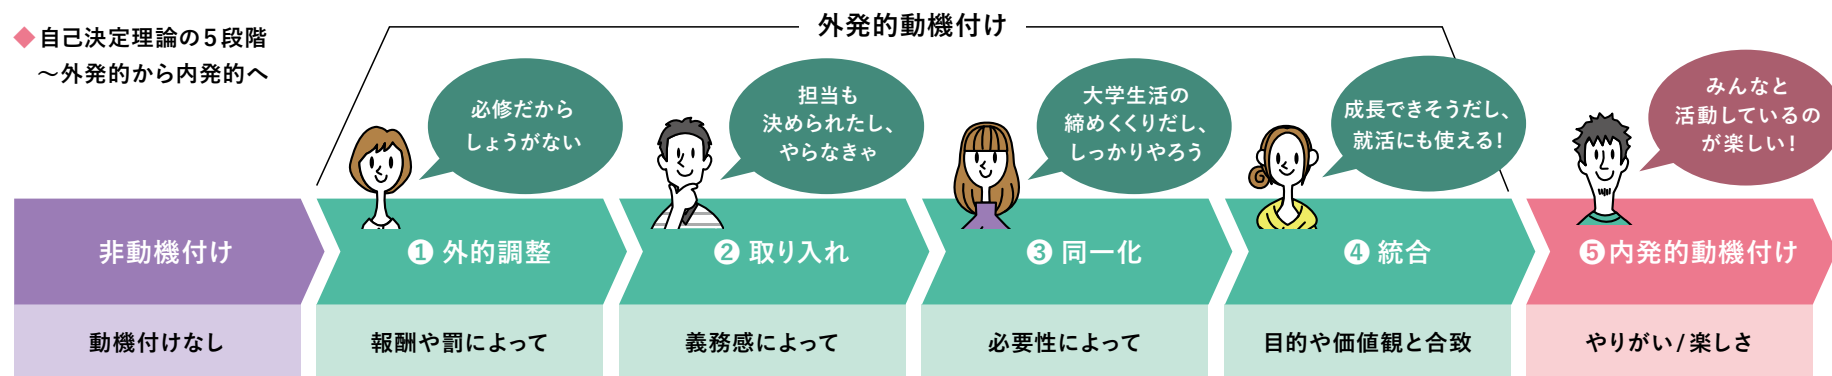 ◆自己決定理論の5段階
～外発的から内発的へ
外発的動機付け
必修だから
しょうがない
担当も
決められたし、
やらなきゃ
大学生活の
締めくくりだし、
しっかりやろう
成長できそうだし、
就活にも使える！
みんなと
活動しているの
が楽しい！
非動機付け
❶ 外的調整
❷ 取り入れ
❸ 同一化
❹ 統合
❺内発的動機付け
動機付けなし
報酬や罰によって
義務感によって
必要性によって
目的や価値観と合致
やりがい/楽しさ